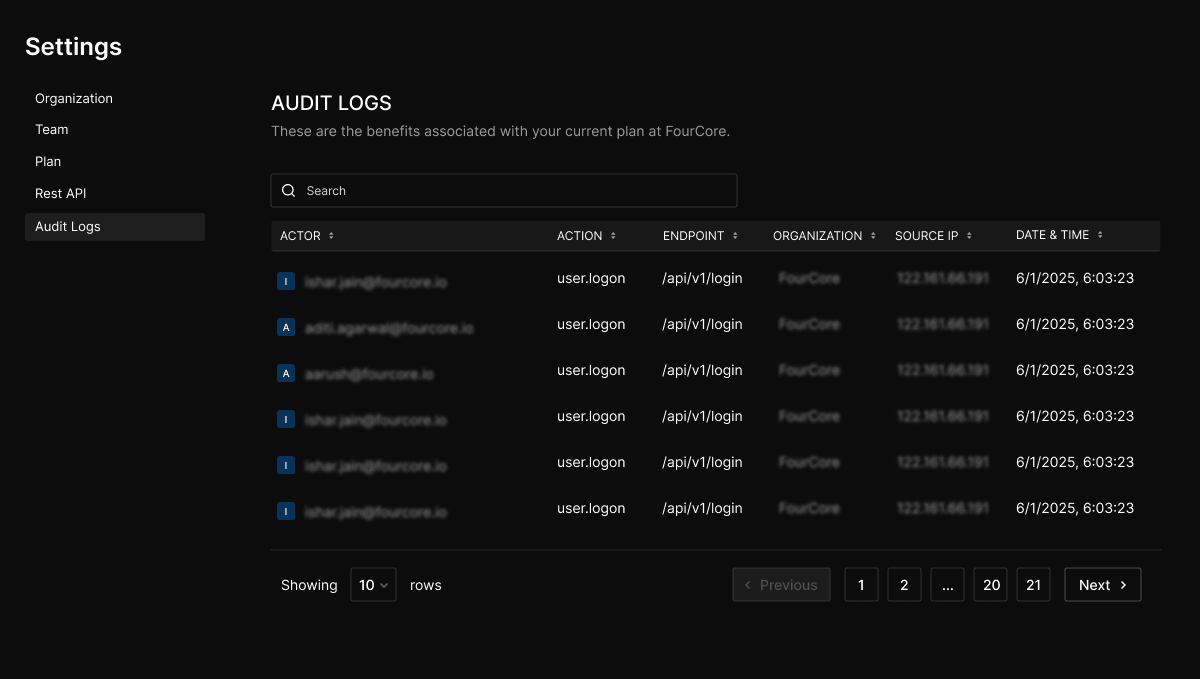 Settings
Organization
Team
Plan
Rest API
Audit Logs
AUDIT LOGS
These are the benefits associated with your current plan at FourCore.
Search
ACTOR ACTION ENDPOINT ORGANIZATION SOURCE IP DATE & TIME
I user.logon /api/v1/login 6/1/2025, 6:03:23
A user.logon /api/v1/login 6/1/2025, 6:03:23
A user.logon /api/v1/login 6/1/2025, 6:03:23
I user.logon /api/v1/login 6/1/2025, 6:03:23
I user.logon /api/v1/login 6/1/2025, 6:03:23
I user.logon /api/v1/login 6/1/2025, 6:03:23
Showing 10 rows Previous 1 2 ... 20 21 Next